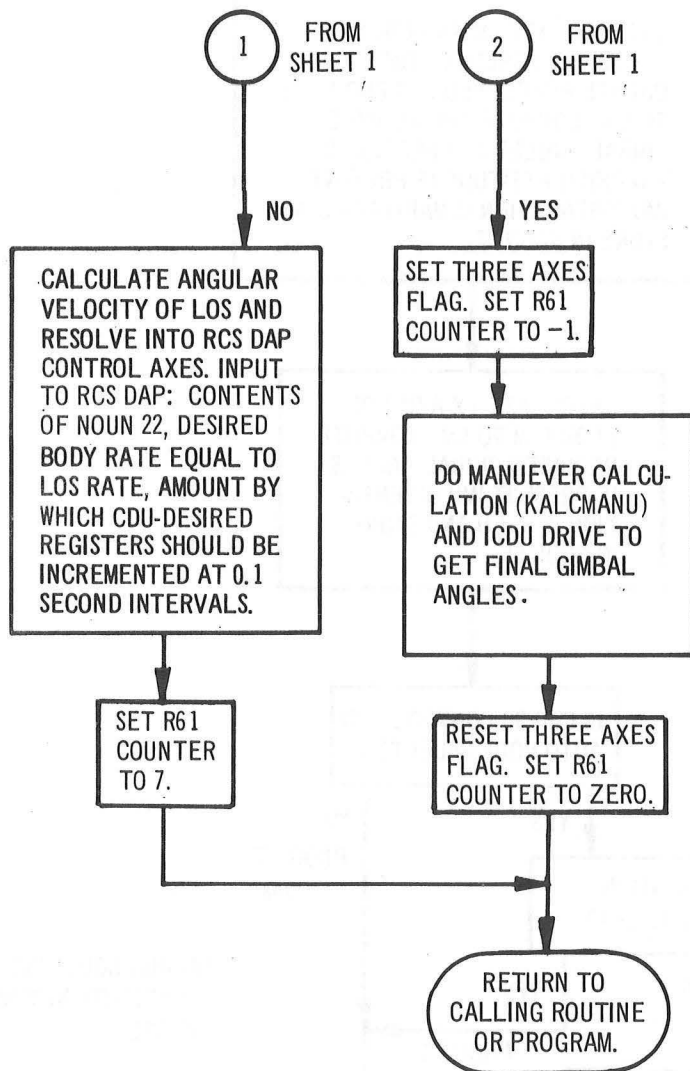 1
FROM
SHEET 1
2
FROM
SHEET 1
NO
CALCULATE ANGULAR
VELOCITY OF LOS AND
RESOLVE INTO RCS DAP
CONTROL AXES. INPUT
TO RCS DAP: CONTENTS
OF NOUN 22, DESIRED
BODY RATE EQUAL TO
LOS RATE, AMOUNT BY
WHICH CDU-DESIRED
REGISTERS SHOULD BE
INCREMENTED AT 0.1
SECOND INTERVALS.
SET R61
COUNTER
TO 7.
YES
SET THREE AXES
FLAG. SET R61
COUNTER TO -1.
DO MANUEVER CALCU-
LATION (KALCMANU)
AND ICDU DRIVE TO
GET FINAL GIMBAL
ANGLES.
RESET THREE AXES
FLAG. SET R61
COUNTER TO ZERO.
RETURN TO
CALLING ROUTINE
OR PROGRAM.